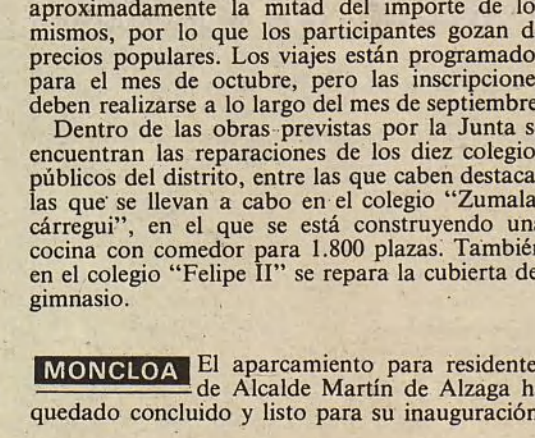 aproximadamente la mitad del importe de lo
mismos, por lo que los participantes gozan d
precios populares. Los viajes están programado
para el mes de octubre, pero las inscripcione
deben realizarse a lo largo del mes de septiembre
Dentro de las obras previstas por la Junta s
encuentran las reparaciones de los diez colegio
públicos del distrito, entre las que caben destaca
las que se llevan a cabo en el colegio “Zumala
cárregui”, en el que se está construyendo una
cocina con comedor para 1.800 plazas. También
en el colegio “Felipe II” se repara la cubierta de
gimnasio.
MONCLOA El aparcamiento para residente
de Alcalde Martín de Alzaga h
quedado concluido y listo para su inauguración